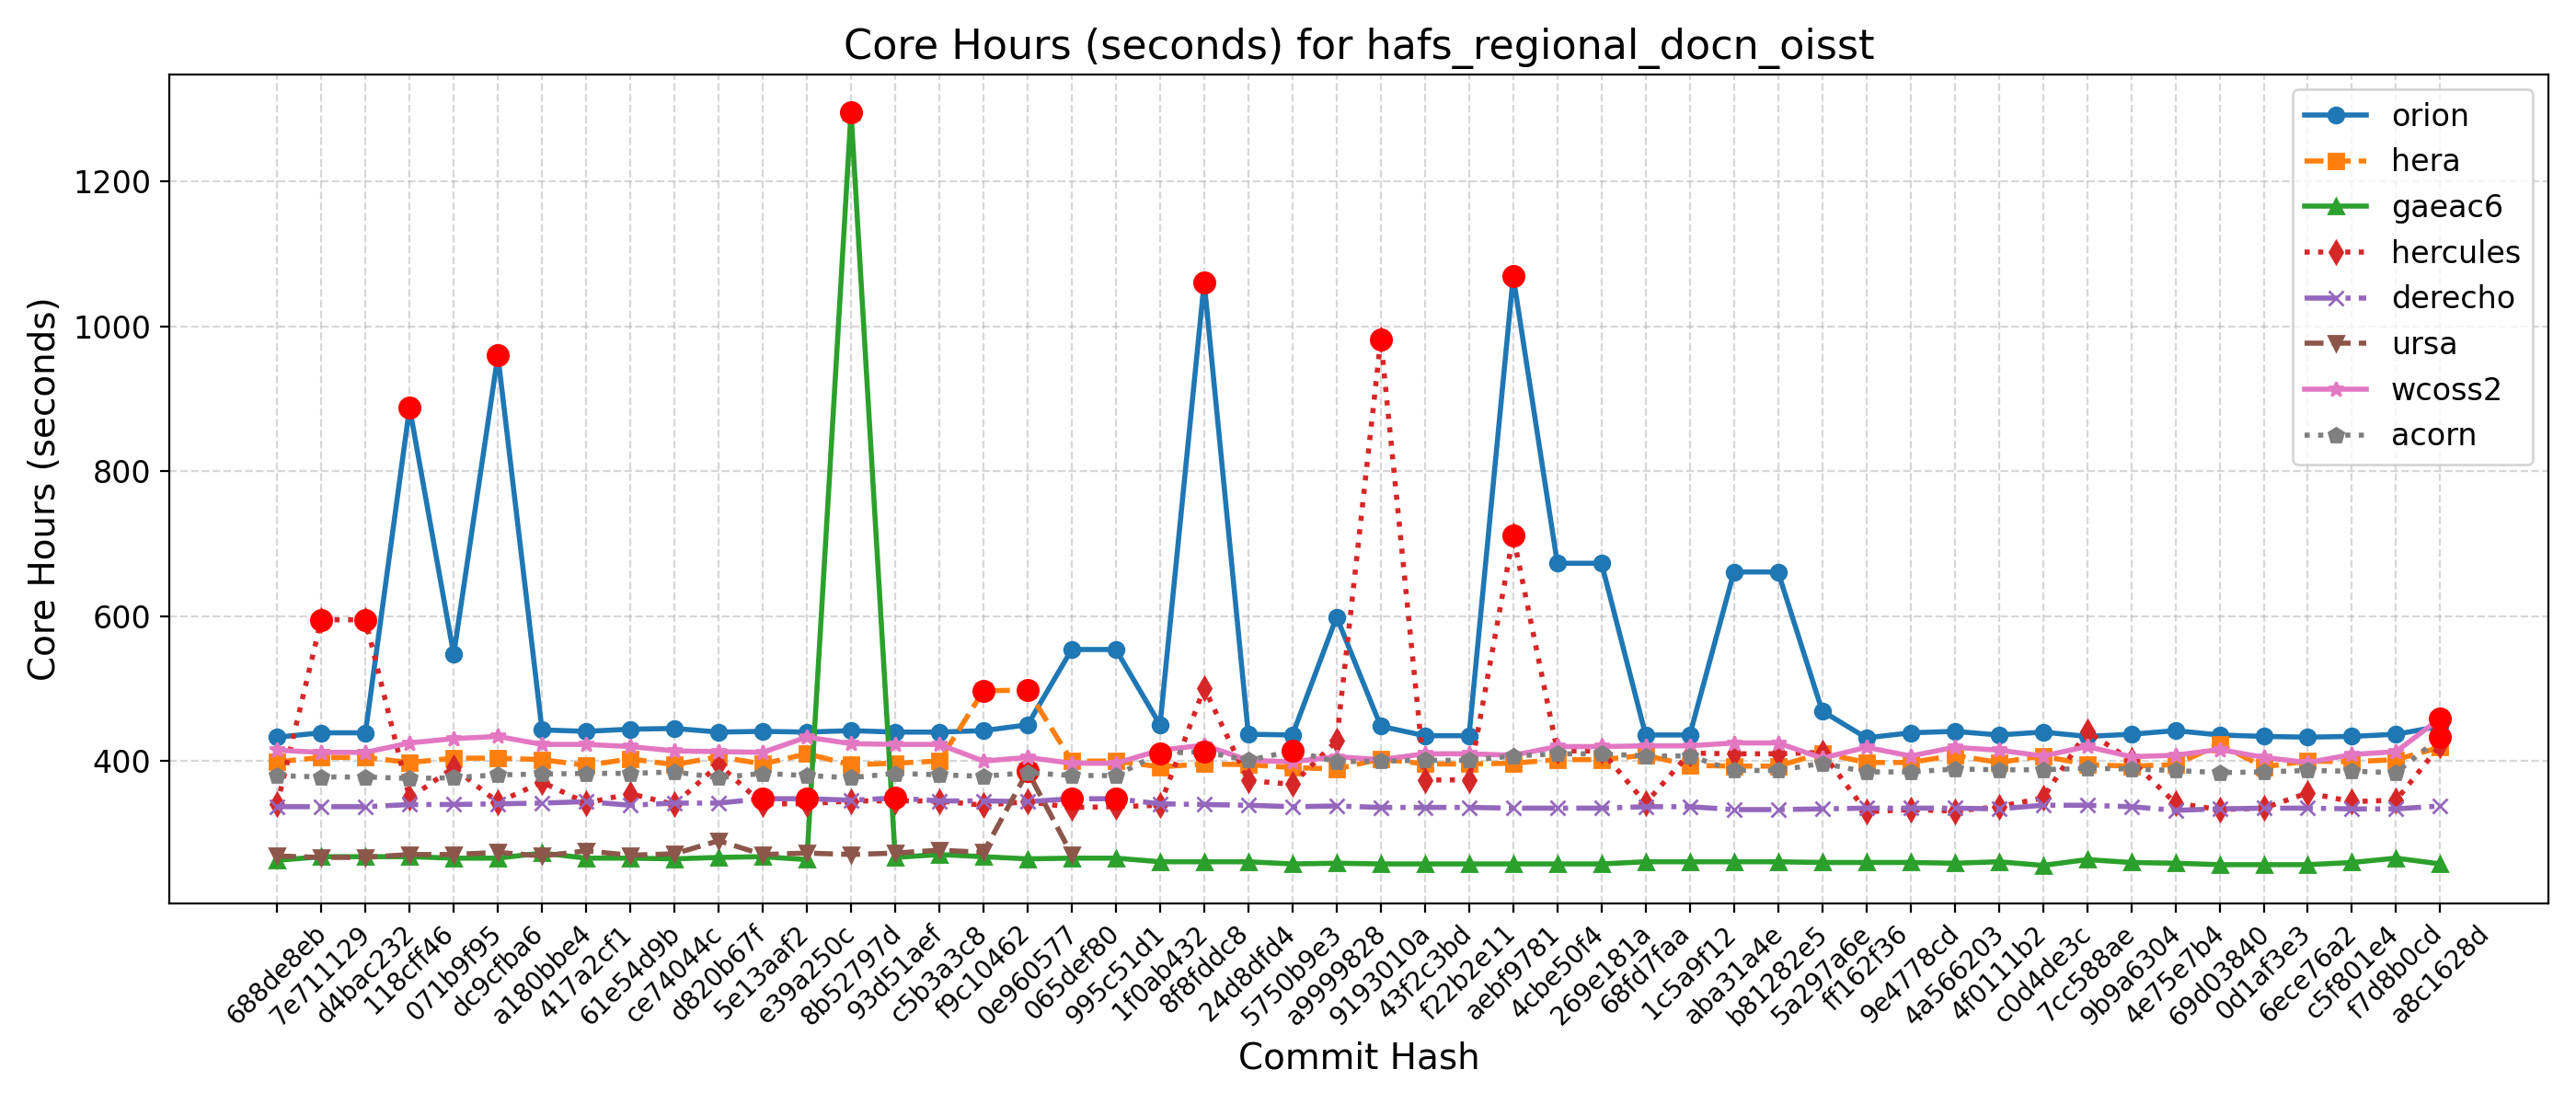 Core Hours (seconds) for hafs_regional_docn_oisst
Core Hours (seconds)
1200
1000
800
600
400
orion
hera
gaeac6
hercules
derecho
ursa
wcoss2
acorn
688de8eb
7e711129
d4bac232
118cff46
071b9f95
dc9cfba6
a180bbe4
417a2cf1
61e54d9b
ce74044c
d820b67f
5e13aaf2
e39a250c
8b52797d
93d51aef
c5b3a3c8
f9c10462
0e960577
065def80
995c51d1
1f0ab432
8f8fddc8
24d8dfd4
5750b9e3
a9999828
9193010a
43f2c3bd
f22b2e11
aebf9781
4cbe50f4
269e181a
68fd7faa
1c5a9f12
aba31a4e
b81282e5
5a297a6e
ff162f36
9e4778cd
4a566203
4f0111b2
c0d4de3c
7cc588ae
9b9a6304
4e75e7b4
69d03840
0d1af3e3
6ece76a2
c5f801e4
f7d8b0cd
a8c1628d
Commit Hash